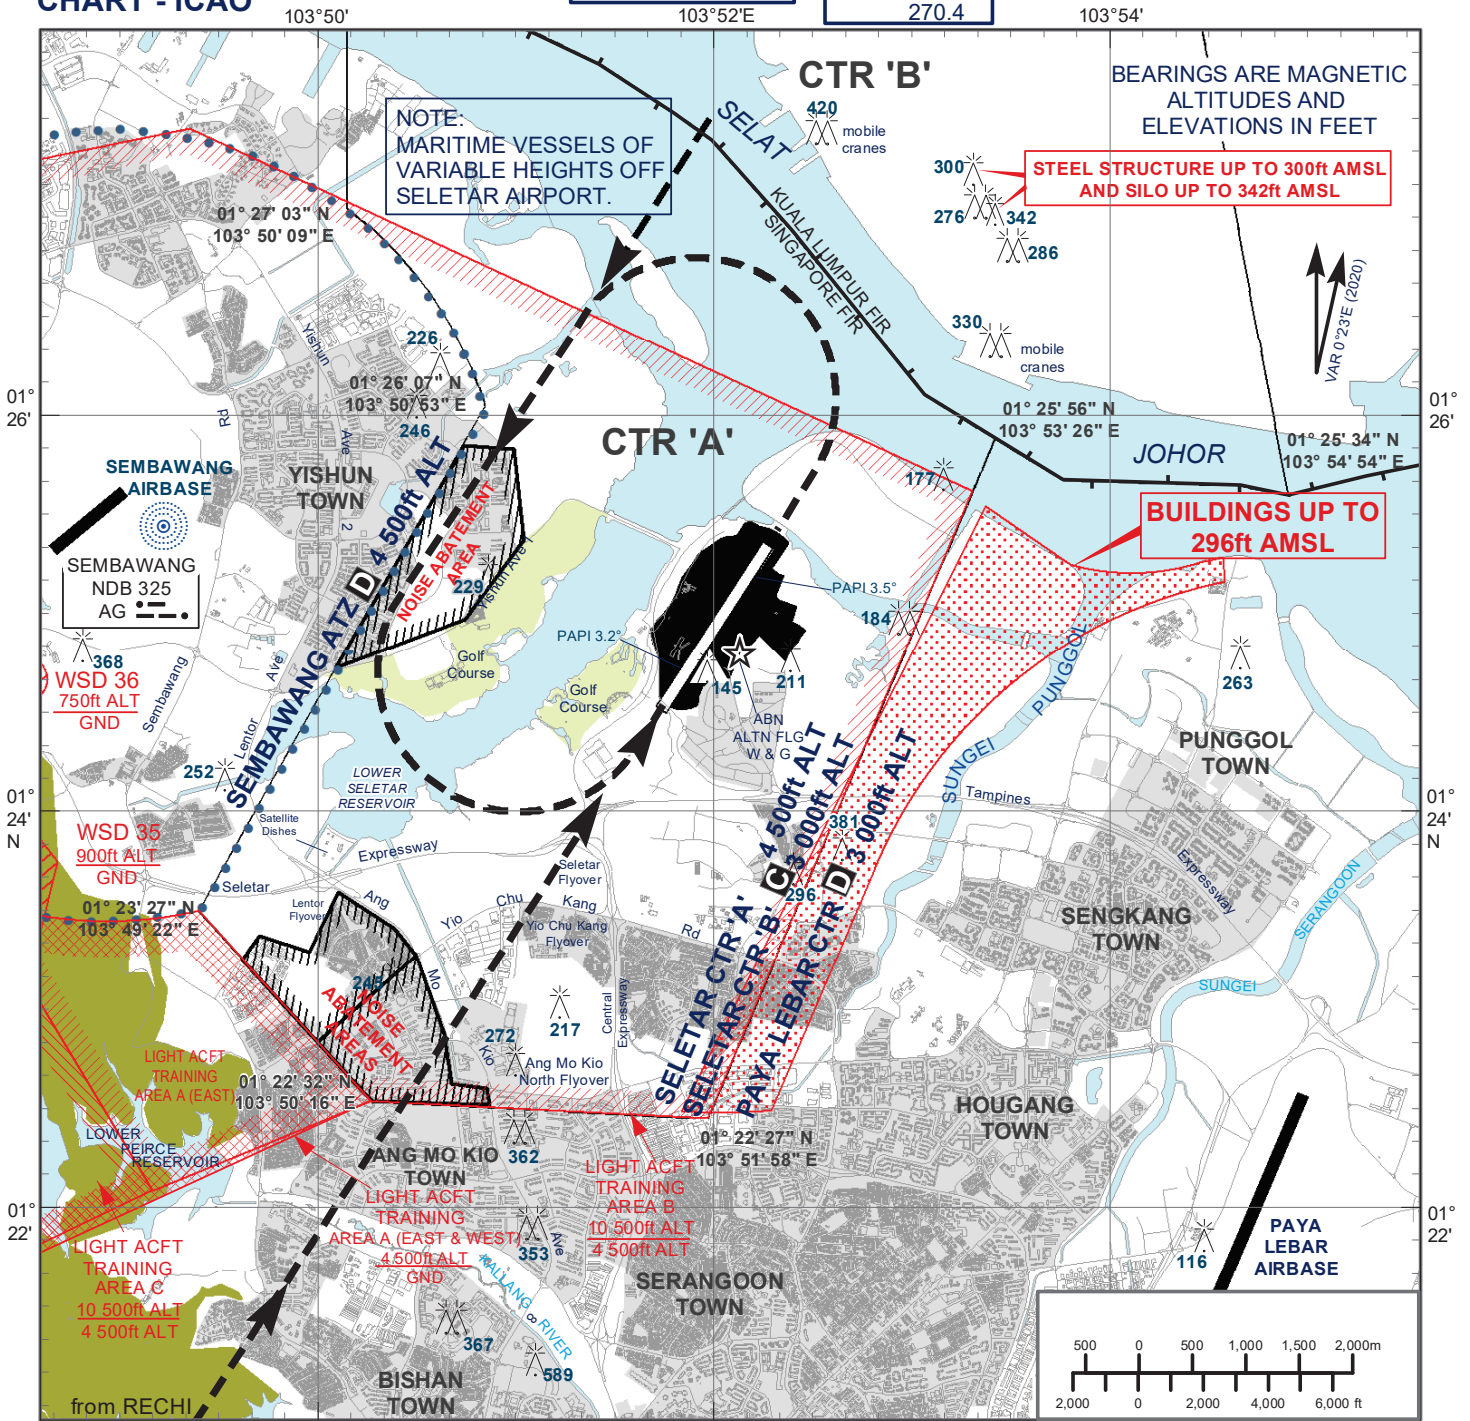 CHART - ICAO
270.4
103°50'
103°52'E
103°54'
CTR 'B'
BEARINGS ARE MAGNETIC
ALTITUDES AND
ELEVATIONS IN FEET
NOTE:
MARITIME VESSELS OF
VARIABLE HEIGHTS OFF
SELETAR AIRPORT.
SELAT
420
mobile
cranes
300
STEEL STRUCTURE UP TO 300ft AMSL
AND SILO UP TO 342ft AMSL
276
342
286
01° 27' 03" N
103° 50' 09" E
KUALA LUMPUR FIR
SINGAPORE FIR
VAR 0°23'E (2020)
330
mobile
cranes
Yishun
226
01° 26' 07" N
103° 50' 53" E
246
01°
26'
Rd
Ave
2
CTR 'A'
01° 25' 56" N
103° 53' 26" E
01°
26'
JOHOR
01° 25' 34" N
103° 54' 54" E
SEMBAWANG
AIRBASE
YISHUN
TOWN
177
BUILDINGS UP TO
296ft AMSL
SEMBAWANG
NDB 325
AG
NOISE ABATEMENT
AREA
229
Yishun Ave 1
SEMBAWANG ATZ D 4 500ft ALT
PAPI 3.5°
184
PAPI 3.2°
PUNGGOL
368
WSD 36
750ft ALT
GND
Sembawang
Ave
Lentor
Golf
Course
Golf
Course
145
211
263
ABN
ALTN FLG
W & G
PUNGGOL
TOWN
SUNGEI
252
LOWER
SELETAR
RESERVOIR
Satellite
Dishes
Tampines
01°
24'
N
01°
24'
N
WSD 35
900ft ALT
GND
Expressway
Seletar
381
Expressway
Seletar
Flyover
296
SERANGOON
01° 23' 27" N
103° 49' 22" E
Lentor
Flyover
Ang
Mo
Kio
Yio
Chu
Kang
Rd
Yio Chu Kang
Flyover
SENGKANG
TOWN
SELETAR CTR 'A' C 4 500ft ALT
SELETAR CTR 'B' 3 000ft ALT
PAYA LEBAR CTR D 3 000ft ALT
SUNGEI
245
NOISE
ABATEMENT
AREAS
217
272
Central
Expressway
Ang Mo Kio
North Flyover
LIGHT ACFT
TRAINING
AREA A (EAST)
01° 22' 32" N
103° 50' 16" E
HOUGANG
TOWN
LOWER
PEIRCE
RESERVOIR
362
ANG MO KIO
TOWN
01° 22' 27" N
103° 51' 58" E
LIGHT ACFT
TRAINING
AREA B
10 500ft ALT
4 500ft ALT
LIGHT ACFT
TRAINING
AREA A (EAST & WEST)
4 500ft ALT
GND
01°
22'
01°
22'
353
Ave
8
LIGHT ACFT
TRAINING
AREA C
10 500ft ALT
4 500ft ALT
PAYA
LEBAR
AIRBASE
116
SERANGOON
TOWN
KALLANG
RIVER
367
589
BISHAN
TOWN
from RECHI
500 0 500 1,000 1,500 2,000m
2,000 0 2,000 4,000 6,000 ft